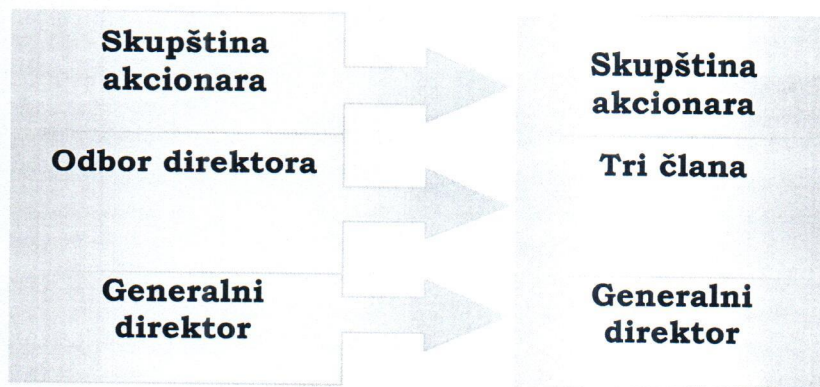 Skupština
akcionara
Skupština
akcionara
Odbor direktora
Tri člana
Generalni
direktor
Generalni
direktor